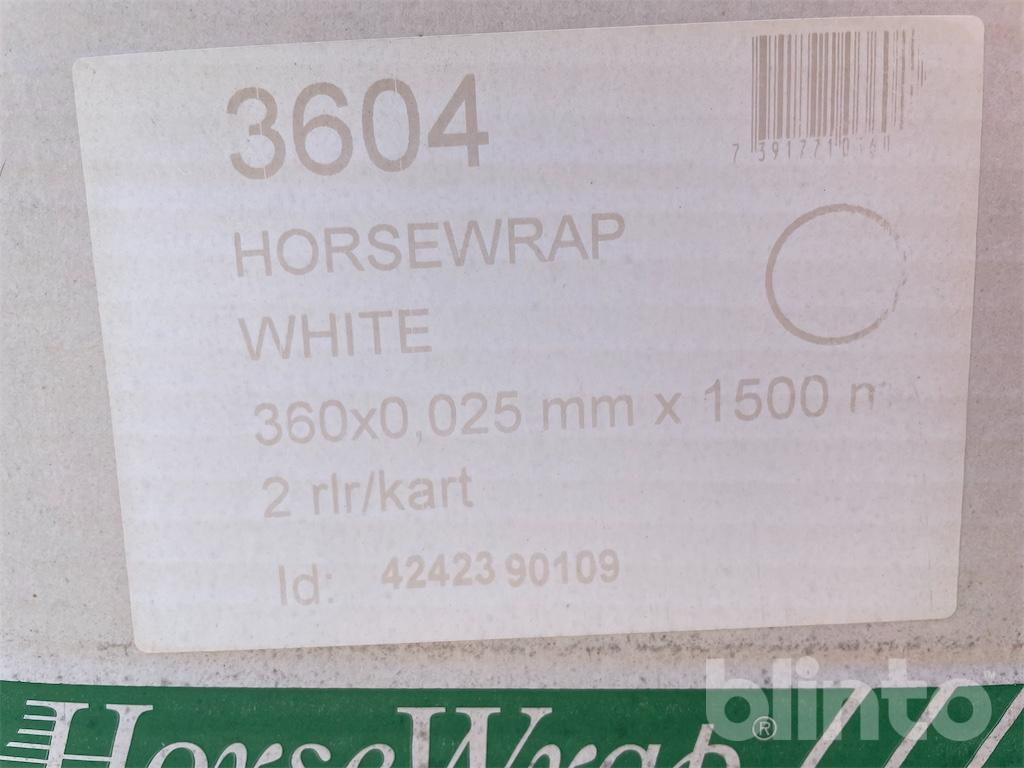 3604
HORSEWRAP
WHITE
360x0,025 mm x 1500 m
2 rlr/kart
Id: 42423 90109
HorseWrap®
blinto